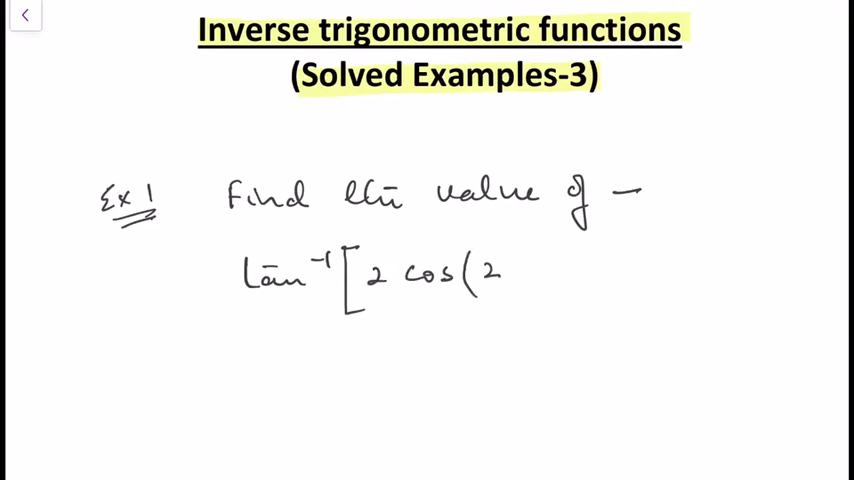 Inverse trigonometric functions
(Solved Examples-3)
Ex 1 Find the value of –
tan⁻¹[2 cos(2